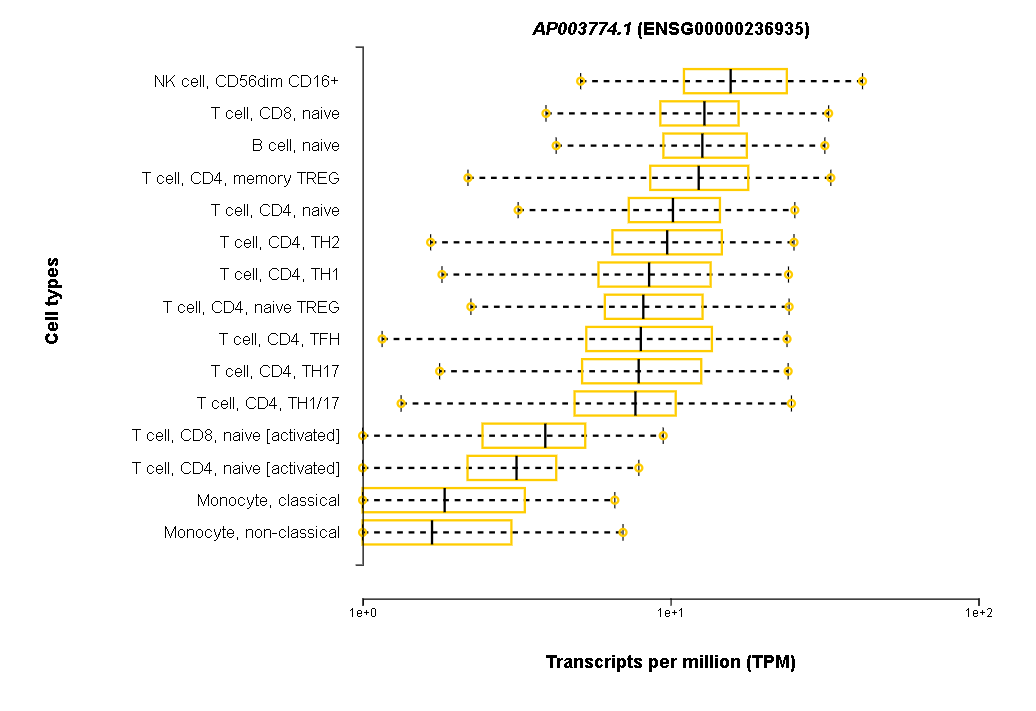 AP003774.1 (ENSG00000236935)
Cell types
NK cell, CD56dim CD16+
T cell, CD8, naive
B cell, naive
T cell, CD4, memory TREG
T cell, CD4, naive
T cell, CD4, TH2
T cell, CD4, TH1
T cell, CD4, naive TREG
T cell, CD4, TFH
T cell, CD4, TH17
T cell, CD4, TH1/17
T cell, CD8, naive [activated]
T cell, CD4, naive [activated]
Monocyte, classical
Monocyte, non-classical
1e+0 1e+1 1e+2
Transcripts per million (TPM)